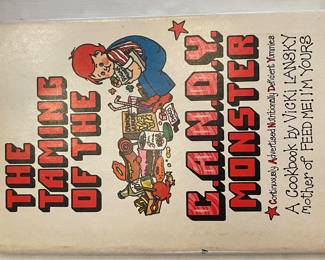 THE
TAMING
OF THE
C.A.N.D.Y.
MONSTER
*Continuously Advertised Nutritionally Deficient Yummies
A Cookbook by VICKI LANSKY,
Mother of FEED ME! I'M YOURS